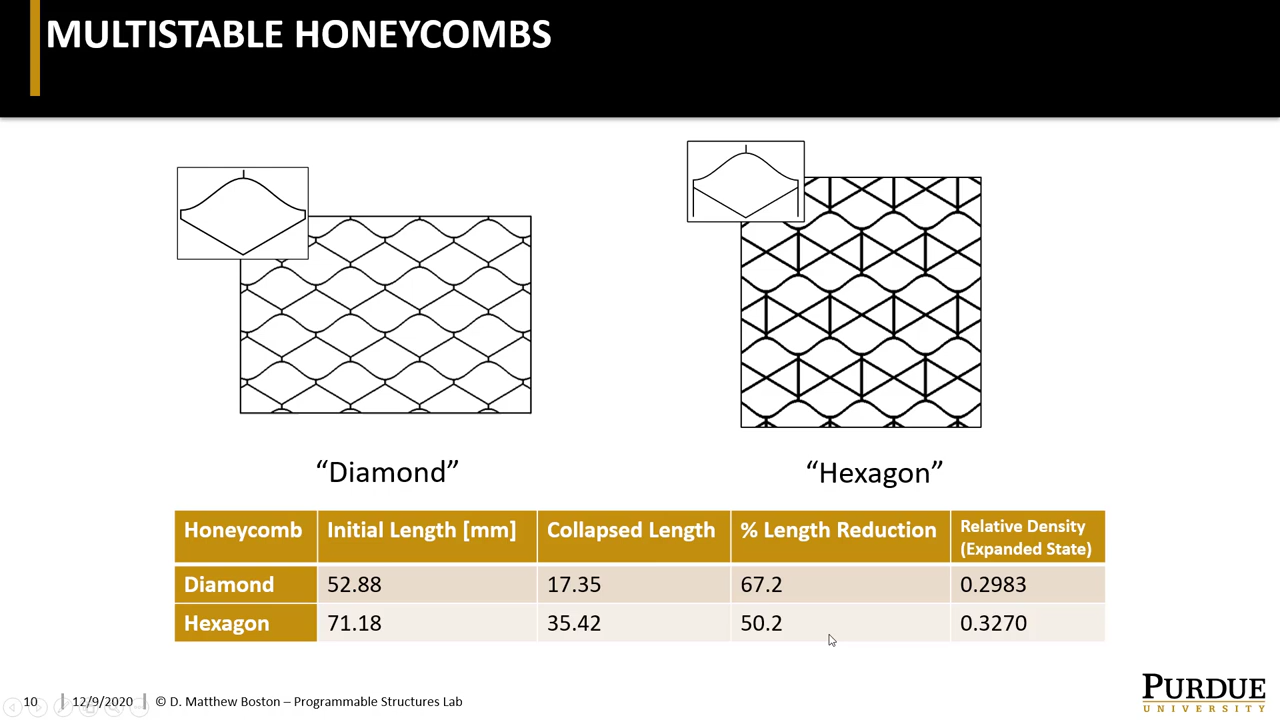 MULTISTABLE HONEYCOMBS
“Diamond”
“Hexagon”
Honeycomb Initial Length [mm] Collapsed Length % Length Reduction Relative Density (Expanded State)
Diamond 52.88 17.35 67.2 0.2983
Hexagon 71.18 35.42 50.2 0.3270
10 12/9/2020 © D. Matthew Boston – Programmable Structures Lab
PURDUE
UNIVERSITY